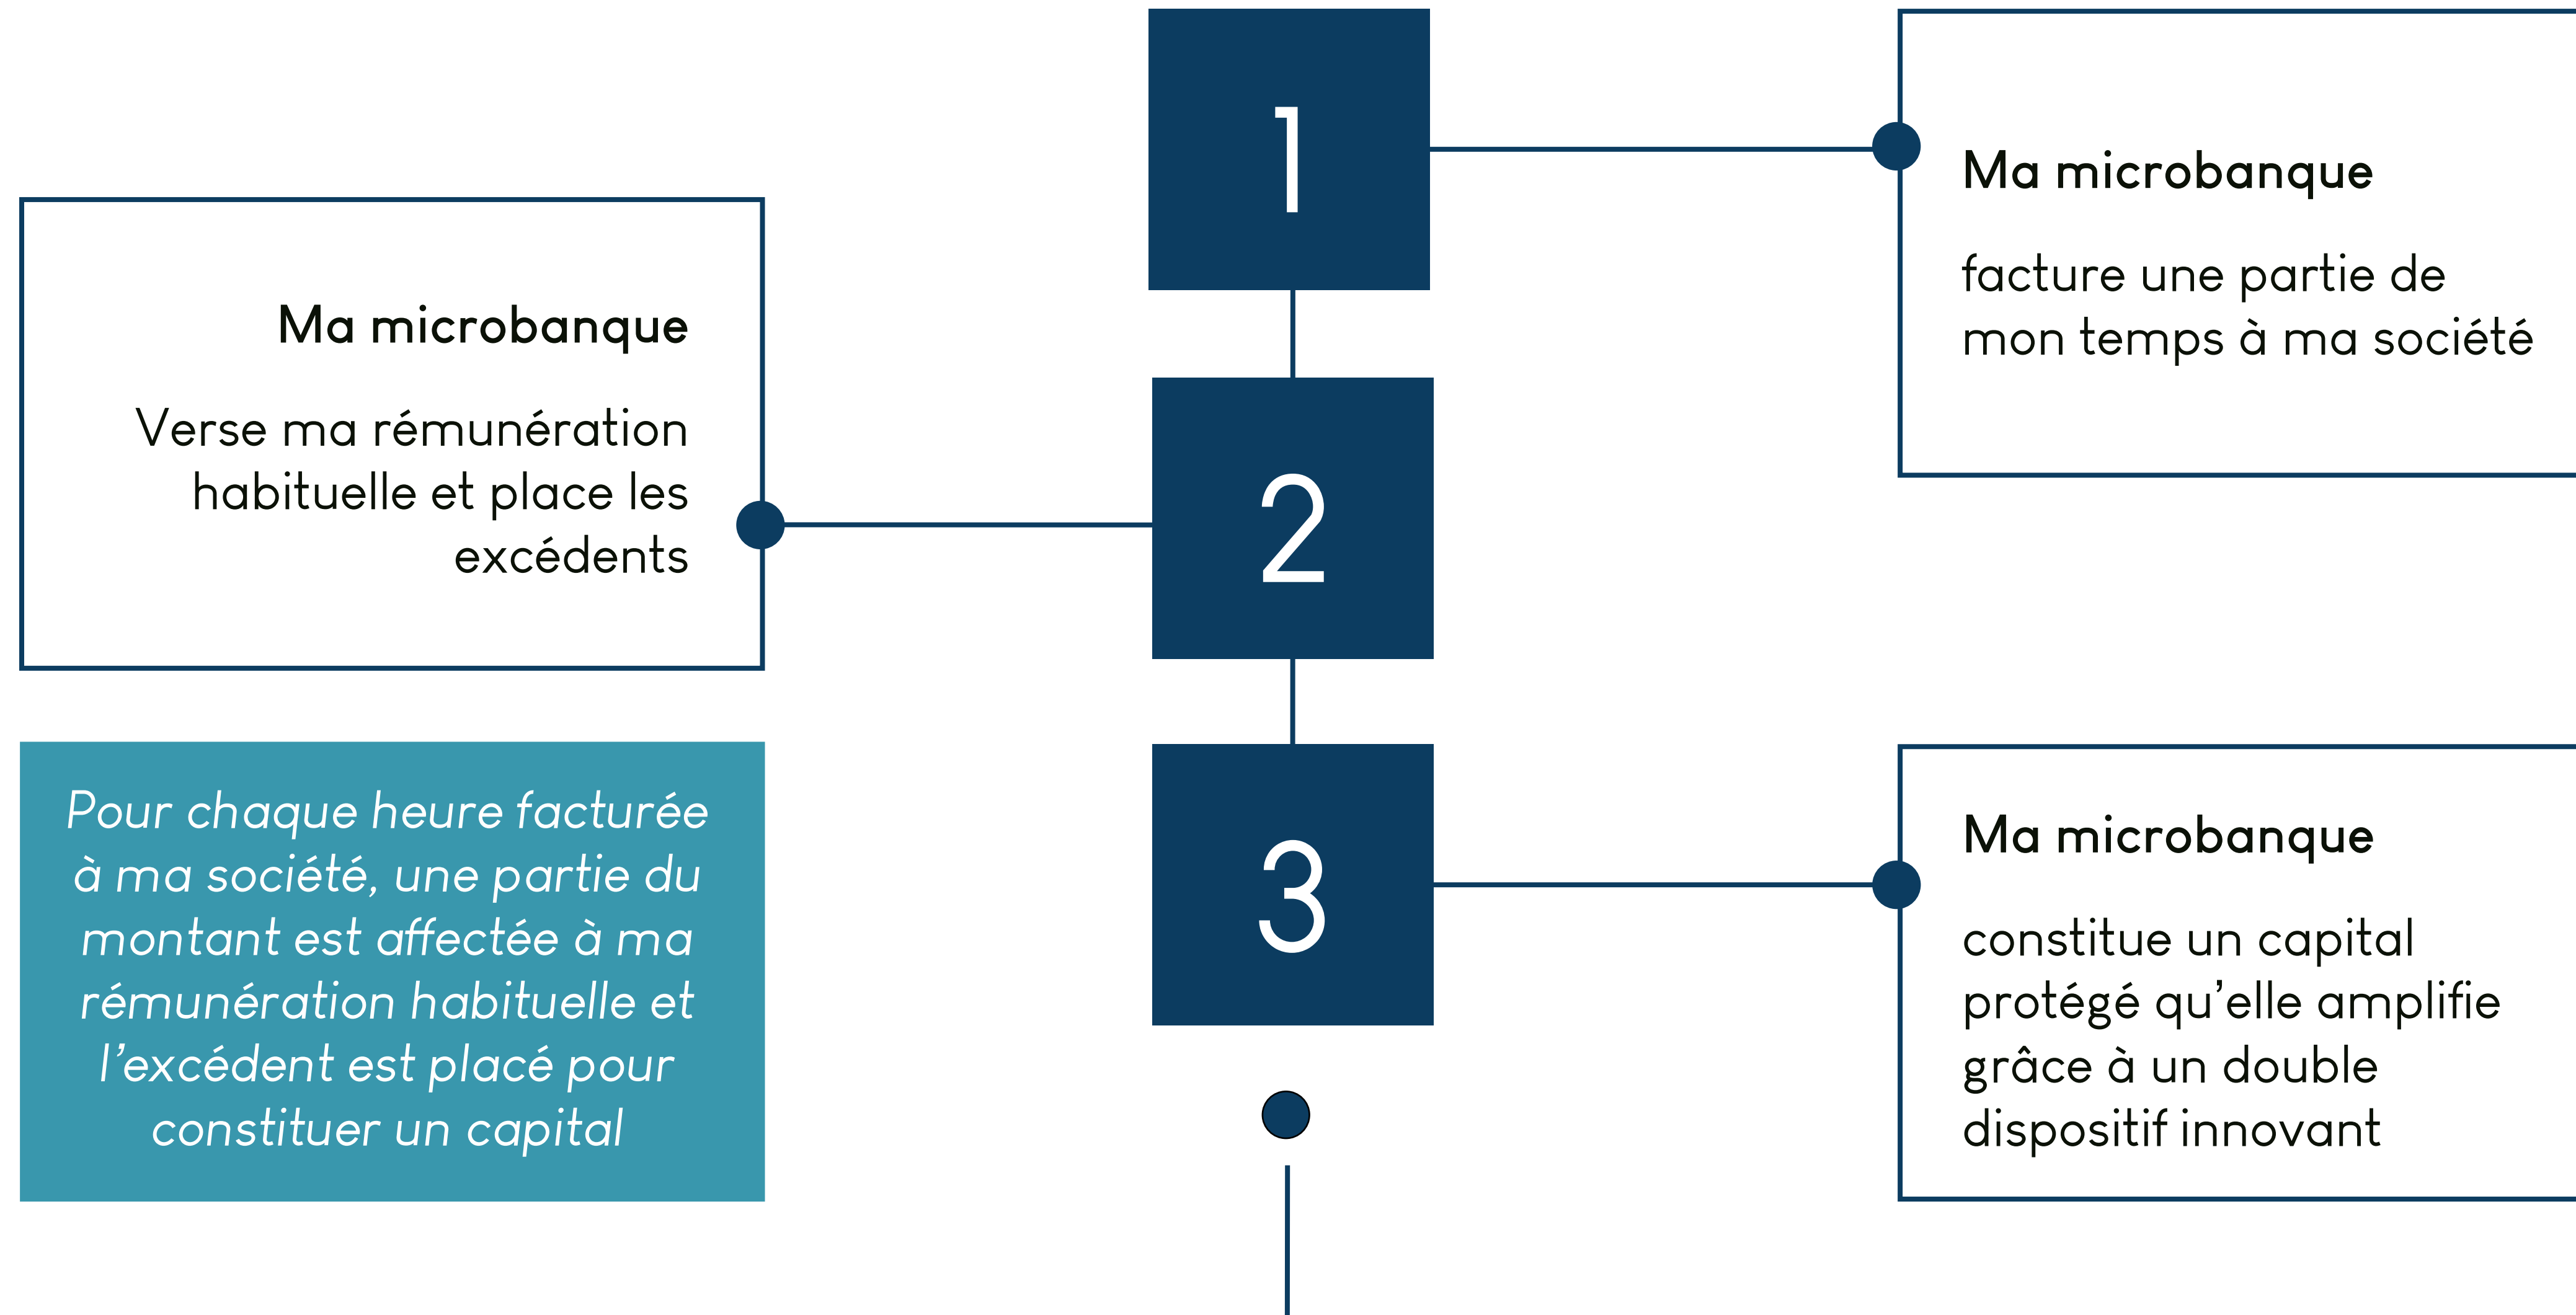 1
Ma microbanque
facture une partie de
mon temps à ma société
Ma microbanque
Verse ma rémunération
habituelle et place les
excédents
2
Pour chaque heure facturée
à ma société, une partie du
montant est affectée à ma
rémunération habituelle et
l'excédent est placé pour
constituer un capital
3
Ma microbanque
constitue un capital
protégé qu'elle amplifie
grâce à un double
dispositif innovant